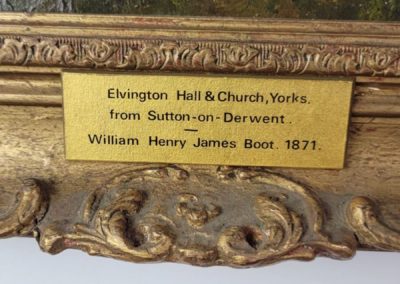 Elvington Hall & Church, Yorks.
from Sutton-on-Derwent.
William Henry James Boot. 1871.